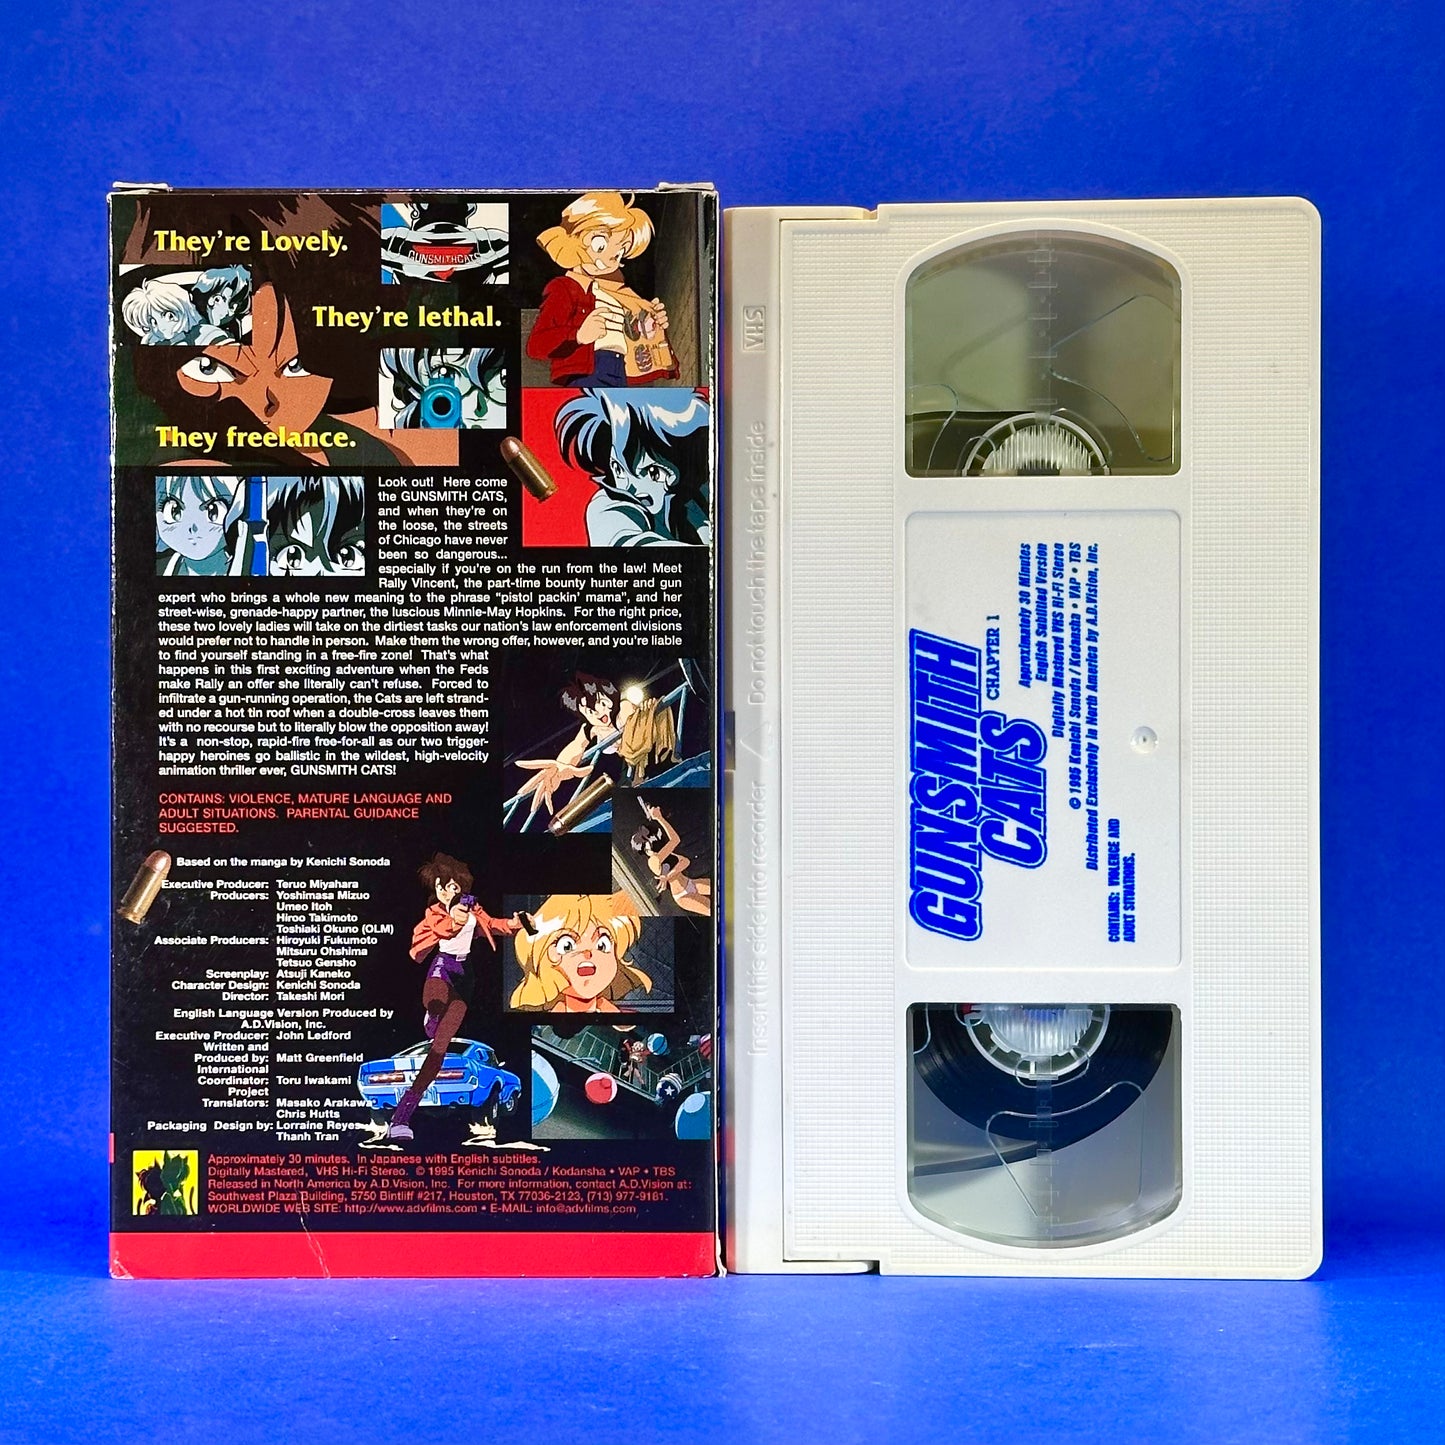 They're Lovely.
GUNSMITHCATS
They're lethal.
They freelance.
Look out! Here come
the GUNSMITH CATS,
and when they're on
the loose, the streets
of Chicago have never
been so dangerous...
especially if you're on the run from the law! Meet
Rally Vincent, the part-time bounty hunter and gun
expert who brings a whole new meaning to the phrase "pistol packin' mama", and her
street-wise, grenade-happy partner, the luscious Minnie-May Hopkins. For the right price,
these two lovely ladies will take on the dirtiest tasks our nation's law enforcement divisions
would prefer not to handle in person. Make them the wrong offer, however, and you're liable
to find yourself standing in a free-fire zone! That's what
happens in this first exciting adventure when the Feds
make Rally an offer she literally can't refuse. Forced to
infiltrate a gun-running operation, the Cats are left strand-
ed under a hot tin roof when a double-cross leaves them
with no recourse but to literally blow the opposition away!
It's a non-stop, rapid-fire free-for-all as our two trigger-
happy heroines go ballistic in the wildest, high-velocity
animation thriller ever, GUNSMITH CATS!
CONTAINS: VIOLENCE, MATURE LANGUAGE AND
ADULT SITUATIONS. PARENTAL GUIDANCE
SUGGESTED.
Based on the manga by Kenichi Sonoda
Executive Producer: Teruo Miyahara
Producers: Yoshimasa Mizuo
Umeo Itoh
Hiroo Takimoto
Toshiaki Okuno (OLM)
Associate Producers: Hiroyuki Fukumoto
Mitsuru Ohshima
Tetsuo Gensho
Screenplay: Atsuji Kaneko
Character Design: Kenichi Sonoda
Director: Takeshi Mori
English Language Version Produced by
A.D.Vision, Inc.
Executive Producer: John Ledford
Written and
Produced by: Matt Greenfield
International
Coordinator: Toru Iwakami
Project
Translators: Masako Arakawa
Chris Hutts
Packaging Design by: Lorraine Reyes
Thanh Tran
Approximately 30 minutes. In Japanese with English subtitles.
Digitally Mastered, VHS Hi-Fi Stereo. © 1995 Kenichi Sonoda / Kodansha • VAP • TBS
Released in North America by A.D.Vision, Inc. For more information, contact A.D.Vision at:
Southwest Plaza Building, 5750 Bintliff #217, Houston, TX 77036-2123, (713) 977-9181.
WORLDWIDE WEB SITE: http://www.advfilms.com • E-MAIL: info@advfilms.com
VHS
Do not touch the tape inside
Insert this side into recorder
GUNSMITH
CATS
CHAPTER 1
Approximately 30 Minutes
English Subtitled Version
Digitally Mastered VHS Hi-Fi Stereo
© 1995 Kenichi Sonoda / Kodansha • VAP • TBS
Distributed Exclusively in North America by A.D.Vision, Inc.
CONTAINS: VIOLENCE AND
ADULT SITUATIONS.